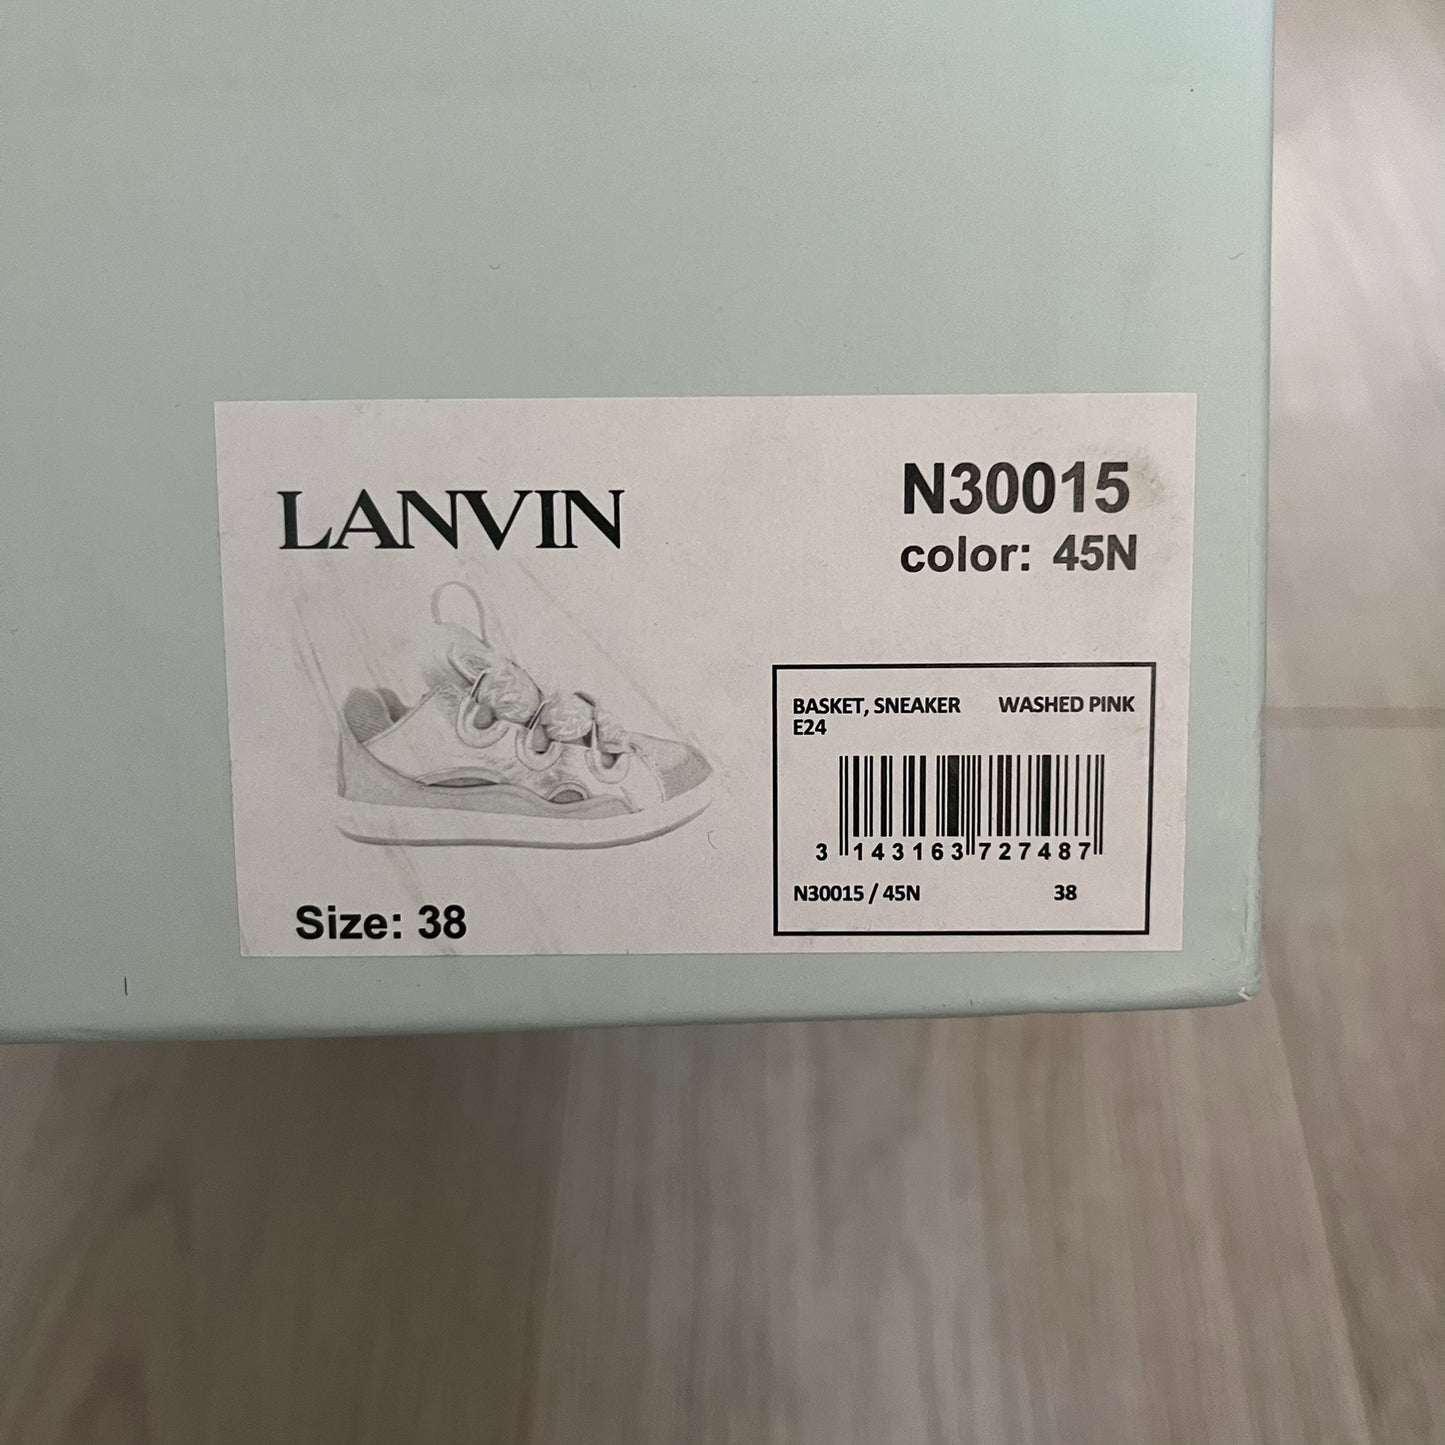 LANVIN
N30015
color: 45N
BASKET, SNEAKER WASHED PINK
E24
3 143163 727487
N30015 / 45N 38
Size: 38